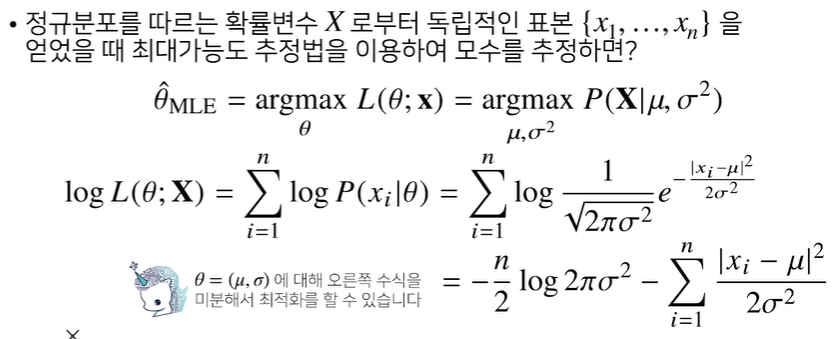 • 정규분포를 따르는 확률변수 X 로부터 독립적인 표본 {x₁,…,xₙ} 을
얻었을 때 최대가능도 추정법을 이용하여 모수를 추정하면?
θ̂_MLE = argmax_θ L(θ; x) = argmax_{μ,σ²} P(X|μ, σ²)
log L(θ; X) = ∑_{i=1}^{n} log P(xᵢ|θ) = ∑_{i=1}^{n} log 1/√(2πσ²) e^{−|xᵢ−μ|²/2σ²}
θ = (μ, σ) 에 대해 오른쪽 수식을
미분해서 최적화를 할 수 있습니다
= −n/2 log 2πσ² − ∑_{i=1}^{n} |xᵢ − μ|²/2σ²